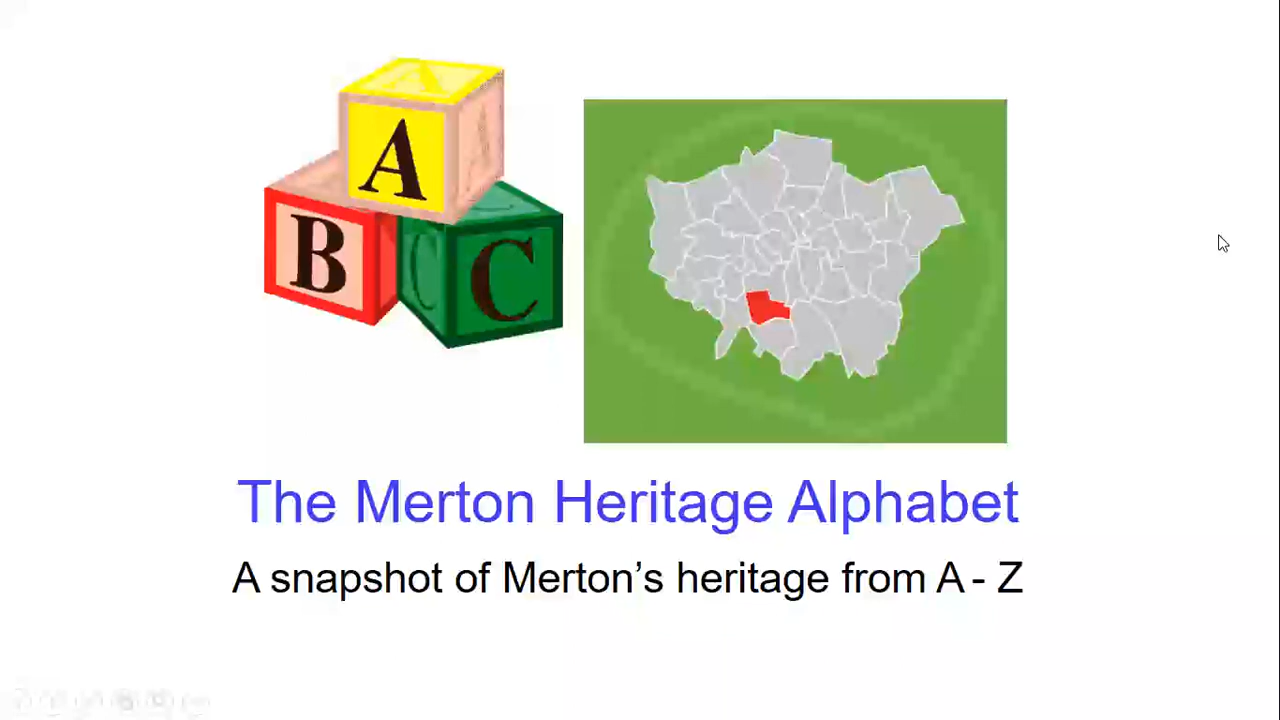 A
B
C
The Merton Heritage Alphabet
A snapshot of Merton’s heritage from A - Z